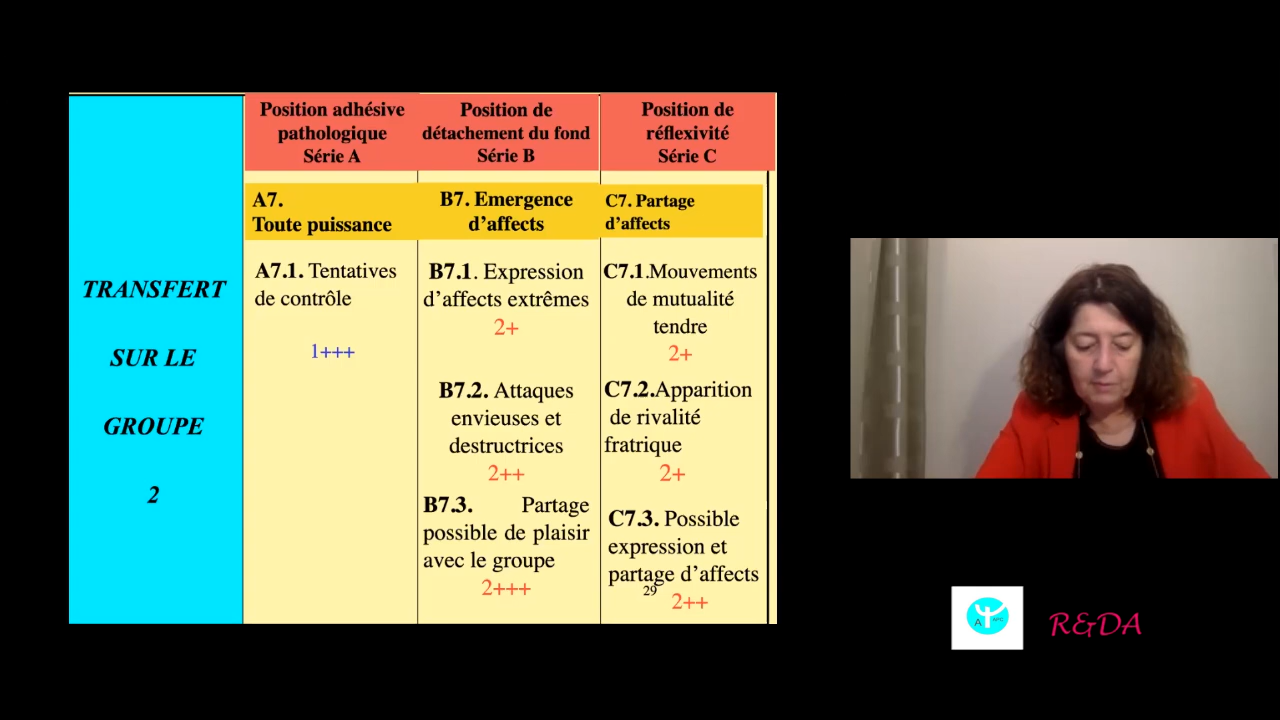 TRANSFERT
SUR LE
GROUPE
2
Position adhésive
pathologique
Série A
A7.
Toute puissance
A7.1. Tentatives
de contrôle
1+++
Position de
détachement du fond
Série B
B7. Emergence
d’affects
B7.1. Expression
d’affects extrêmes
2+
B7.2. Attaques
envieuses et
destructrices
2++
B7.3. Partage
possible de plaisir
avec le groupe
2+++
Position de
réflexivité
Série C
C7. Partage
d’affects
C7.1.Mouvements
de mutualité
tendre
2+
C7.2.Apparition
de rivalité
fratrique
2+
C7.3. Possible
expression et
partage d’affects
29
2++
R&DA